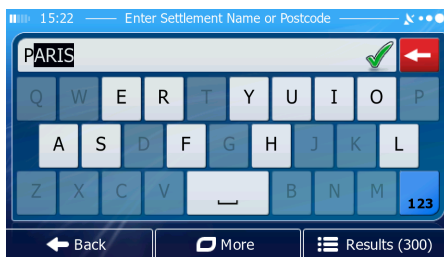 15:22 Enter Settlement Name or Postcode
PARIS
Q W E R T Y U I O P
A S D F G H J K L
Z X C V B N M 123
Back More Results (300)